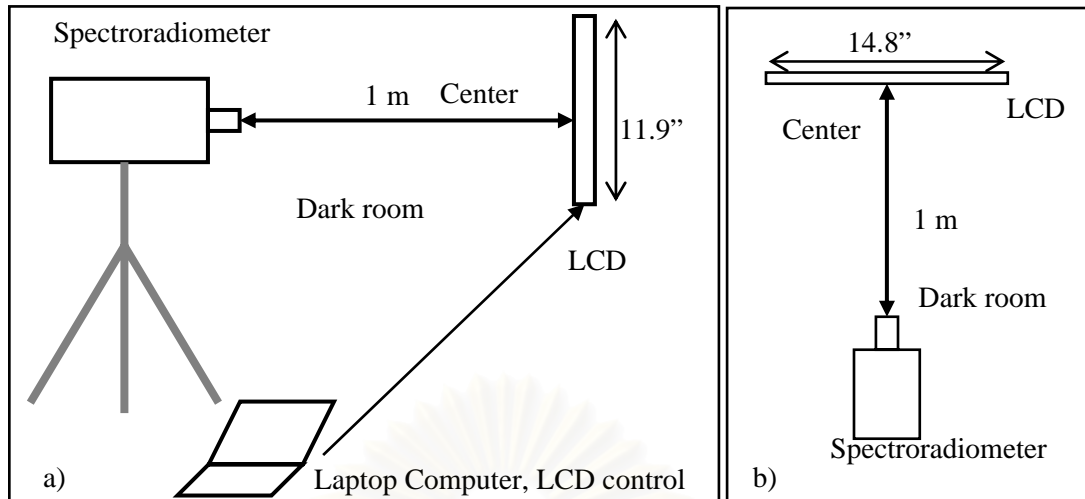 Spectroradiometer
1 m
Center
11.9”
Dark room
LCD
Laptop Computer, LCD control
a)
14.8”
LCD
Center
1 m
Dark room
Spectroradiometer
b)